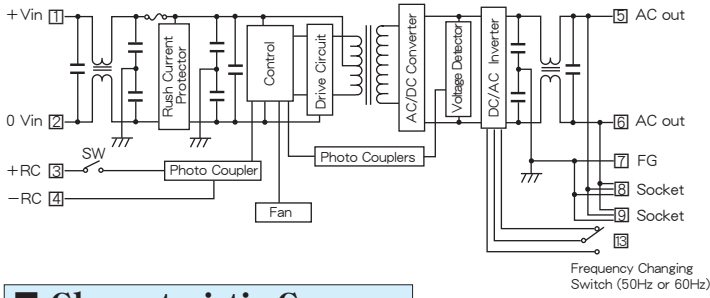 +Vin 1
5 AC out
Rush Current
Protector
Control
Drive Circuit
AC/DC Converter
Voltage Detector
DC/AC Inverter
0 Vin 2
6 AC out
+RC 3
SW
Photo Coupler
Photo Couplers
7 FG
−RC 4
8 Socket
Fan
9 Socket
13
Frequency Changing
Switch (50Hz or 60Hz)